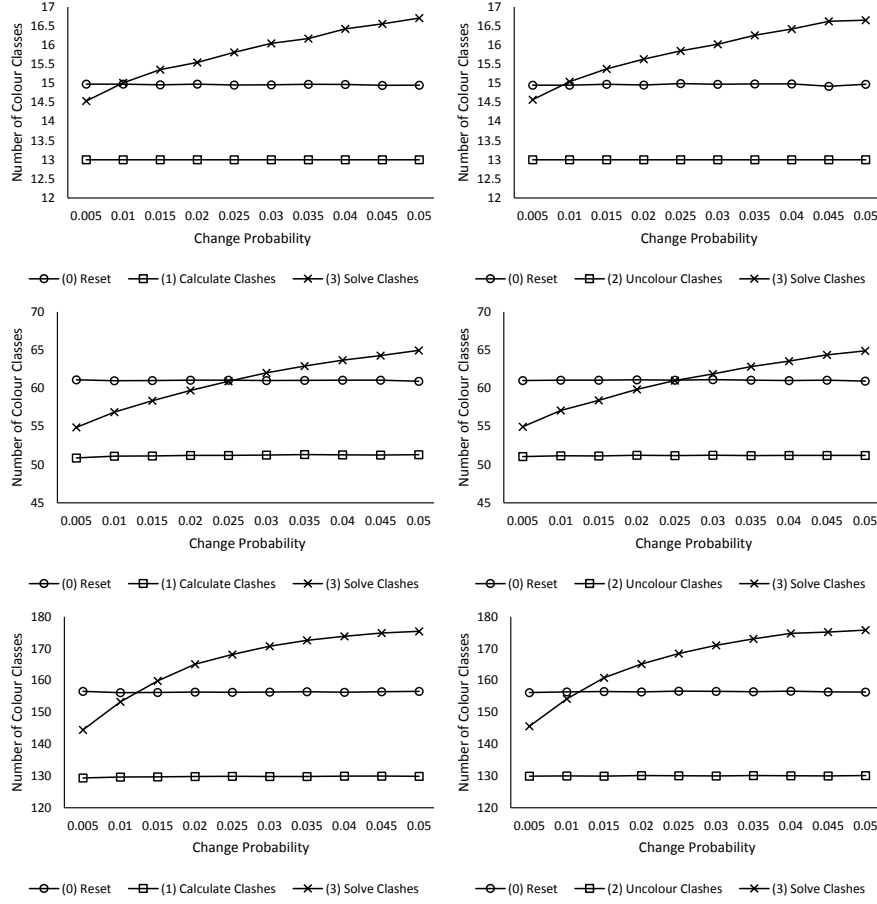 17
16.5
16
15.5
15
14.5
14
13.5
13
12.5
12
Number of Colour Classes
0.005 0.01 0.015 0.02 0.025 0.03 0.035 0.04 0.045 0.05
Change Probability
(0) Reset (1) Calculate Clashes (3) Solve Clashes
17
16.5
16
15.5
15
14.5
14
13.5
13
12.5
12
Number of Colour Classes
0.005 0.01 0.015 0.02 0.025 0.03 0.035 0.04 0.045 0.05
Change Probability
(0) Reset (2) Uncolour Clashes (3) Solve Clashes
70
65
60
55
50
45
Number of Colour Classes
0.005 0.01 0.015 0.02 0.025 0.03 0.035 0.04 0.045 0.05
Change Probability
(0) Reset (1) Calculate Clashes (3) Solve Clashes
70
65
60
55
50
45
Number of Colour Classes
0.005 0.01 0.015 0.02 0.025 0.03 0.035 0.04 0.045 0.05
Change Probability
(0) Reset (2) Uncolour Clashes (3) Solve Clashes
180
170
160
150
140
130
120
Number of Colour Classes
0.005 0.01 0.015 0.02 0.025 0.03 0.035 0.04 0.045 0.05
Change Probability
(0) Reset (1) Calculate Clashes (3) Solve Clashes
180
170
160
150
140
130
120
Number of Colour Classes
0.005 0.01 0.015 0.02 0.025 0.03 0.035 0.04 0.045 0.05
Change Probability
(0) Reset (2) Uncolour Clashes (3) Solve Clashes